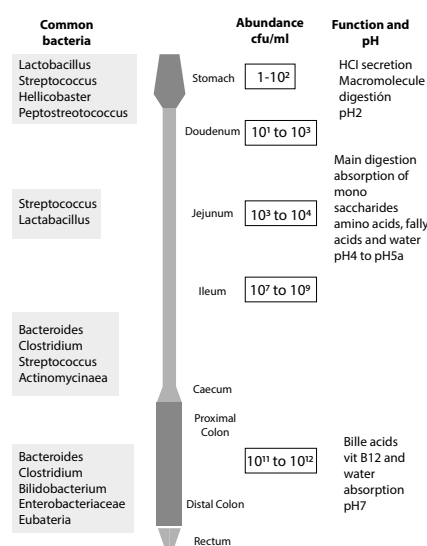 Common
bacteria
Abundance
cfu/ml
Function and
pH
Lactobacillus
Streptococcus
Hellicobaster
Peptostreotococcus
Stomach
1-10²
HCI secretion
Macromolecule
digestión
pH2
Doudenum
10¹ to 10³
Streptococcus
Lactabacillus
Jejunum
10³ to 10⁴
Main digestion
absorption of
mono
saccharides
amino acids, fally
acids and water
pH4 to pH5a
Ileum
10⁷ to 10⁹
Bacteroides
Clostridium
Streptococcus
Actinomycinaea
Caecum
Proximal
Colon
Bacteroides
Clostridium
Bilidobacterium
Enterobacteriaceae
Eubateria
10¹¹ to 10¹²
Bille acids
vit B12 and
water
absorption
pH7
Distal Colon
Rectum